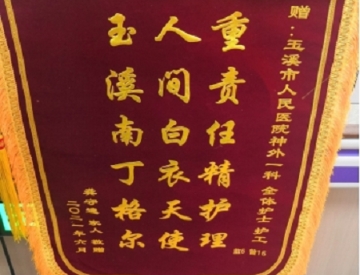 赠：玉溪市人民医院神外一科 全体护士 护工
重责任精护理
人间白衣天使
玉溪南丁格尔
家人 敬赠
二〇二一年六月